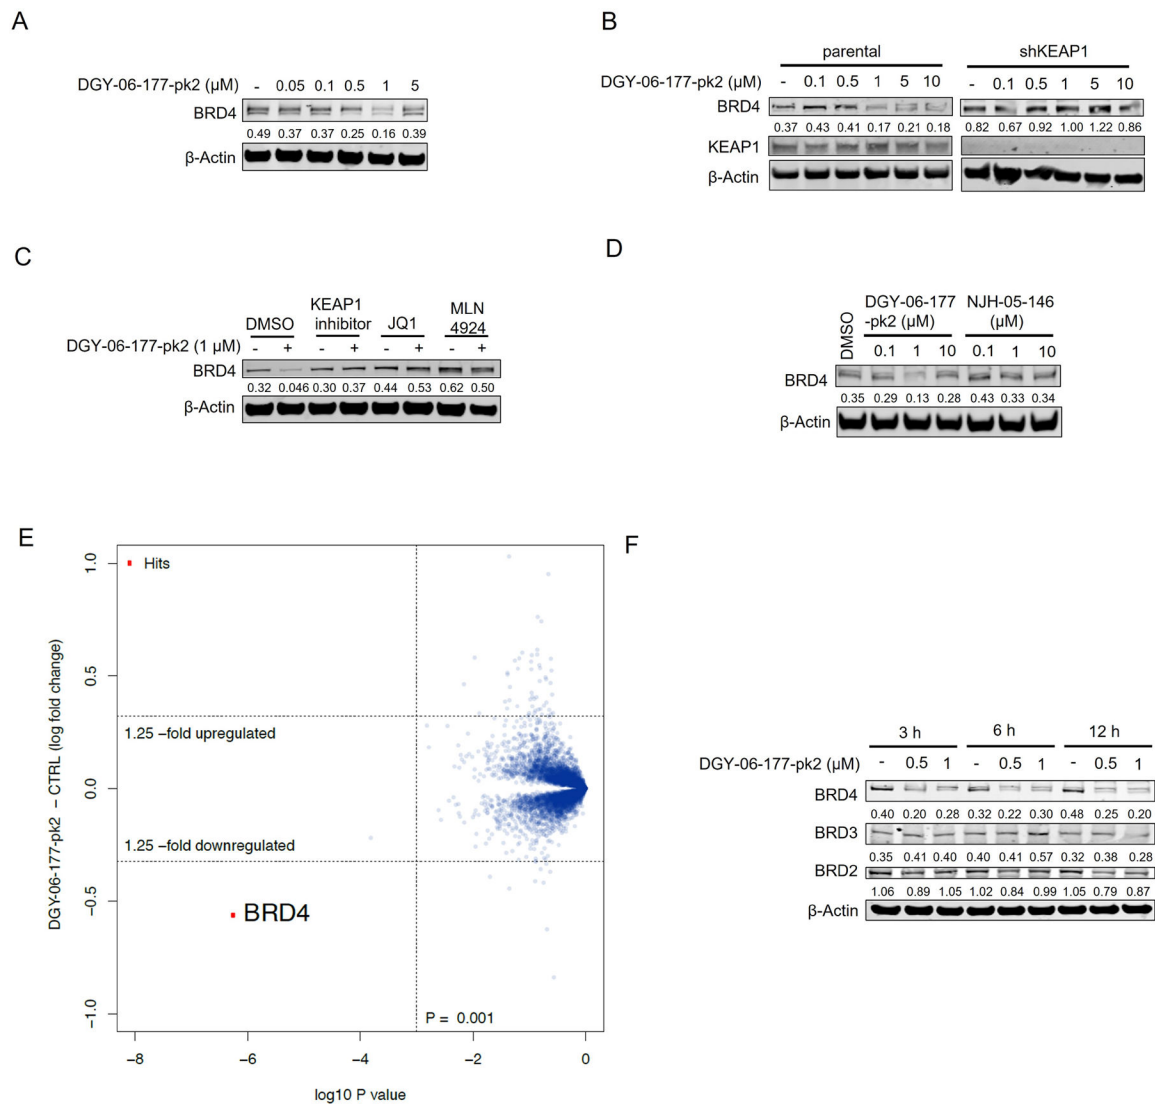 A
DGY-06-177-pk2 (μM) - 0.05 0.1 0.5 1 5
BRD4
0.49 0.37 0.37 0.25 0.16 0.39
β-Actin
B
parental shKEAP1
DGY-06-177-pk2 (μM) - 0.1 0.5 1 5 10 - 0.1 0.5 1 5 10
BRD4
0.37 0.43 0.41 0.17 0.21 0.18 0.82 0.67 0.92 1.00 1.22 0.86
KEAP1
β-Actin
C
DMSO KEAP1 inhibitor JQ1 MLN 4924
DGY-06-177-pk2 (1 μM) - + - + - + - +
BRD4
0.32 0.046 0.30 0.37 0.44 0.53 0.62 0.50
β-Actin
D
DMSO
DGY-06-177 NJH-05-146
-pk2 (μM) (μM)
0.1 1 10 0.1 1 10
BRD4
0.35 0.29 0.13 0.28 0.43 0.33 0.34
β-Actin
E
DGY-06-177-pk2 – CTRL (log fold change)
1.0
0.5
0.0
−0.5
−1.0
Hits
1.25 −fold upregulated
1.25 −fold downregulated
BRD4
P = 0.001
−8 −6 −4 −2 0
log10 P value
F
3 h 6 h 12 h
DGY-06-177-pk2 (μM) - 0.5 1 - 0.5 1 - 0.5 1
BRD4
0.40 0.20 0.28 0.32 0.22 0.30 0.48 0.25 0.20
BRD3
0.35 0.41 0.40 0.40 0.41 0.57 0.32 0.38 0.28
BRD2
1.06 0.89 1.05 1.02 0.84 0.99 1.05 0.79 0.87
β-Actin